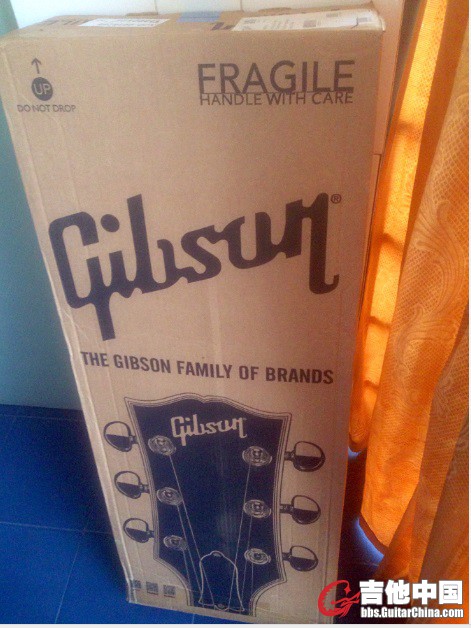 UP
DO NOT DROP
FRAGILE
HANDLE WITH CARE
Gibson®
THE GIBSON FAMILY OF BRANDS
Gibson
吉他中国
bbs.GuitarChina.com